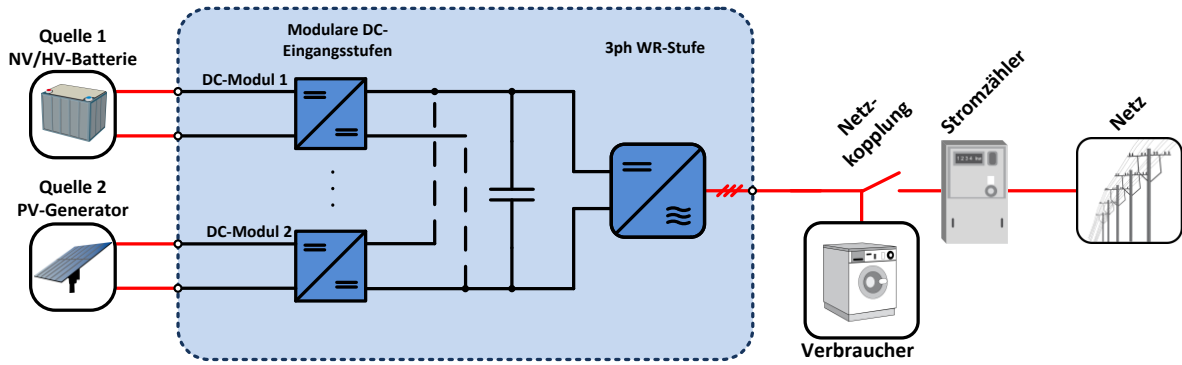 Quelle 1
NV/HV-Batterie
Modulare DC-
Eingangsstufen
3ph WR-Stufe
DC-Modul 1
Netz-
kopplung
Stromzähler
Netz
Quelle 2
PV-Generator
DC-Modul 2
Verbraucher